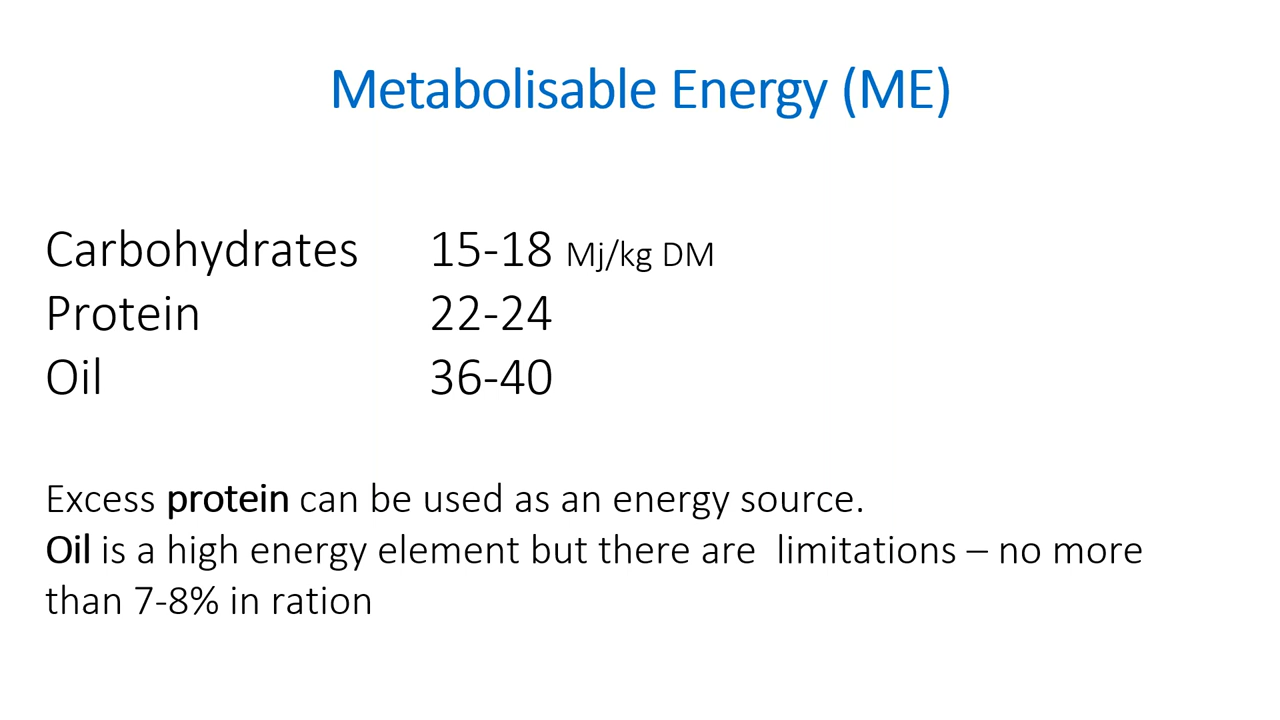 Metabolisable Energy (ME)
Carbohydrates 15-18 Mj/kg DM
Protein 22-24
Oil 36-40
Excess protein can be used as an energy source.
Oil is a high energy element but there are  limitations – no more
than 7-8% in ration